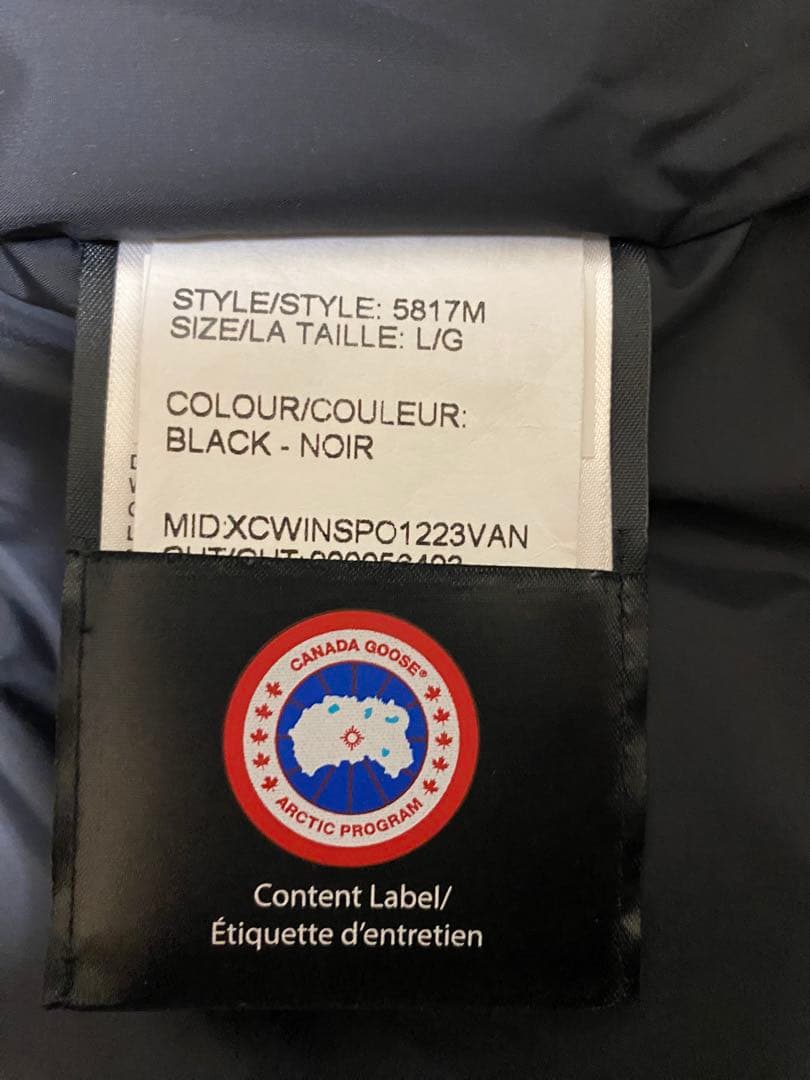 STYLE/STYLE: 5817M
SIZE/LA TAILLE: L/G
COLOUR/COULEUR:
BLACK - NOIR
MID:XCWINSPO1223VAN
CANADA GOOSE®
ARCTIC PROGRAM
Content Label/
Étiquette d'entretien